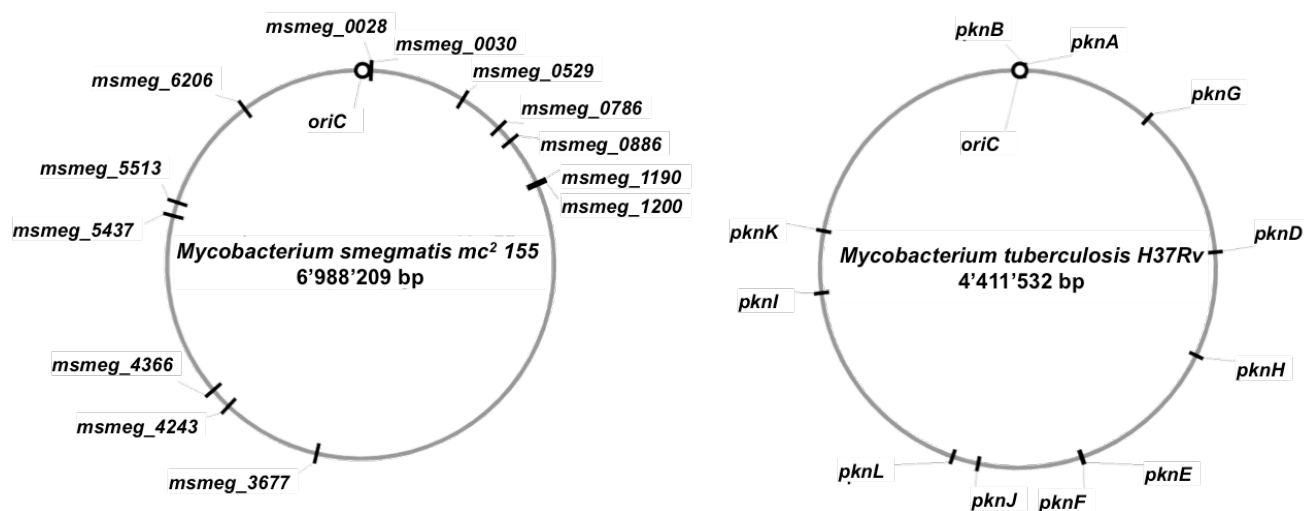 msmeg_0028
msmeg_0030
msmeg_0529
msmeg_6206
oriC
msmeg_0786
msmeg_0886
msmeg_5513
msmeg_1190
msmeg_1200
msmeg_5437
Mycobacterium smegmatis mc² 155
6'988'209 bp
msmeg_4366
msmeg_4243
msmeg_3677
pknB
pknA
pknG
oriC
pknK
pknD
Mycobacterium tuberculosis H37Rv
4'411'532 bp
pknI
pknH
pknL
pknJ
pknF
pknE